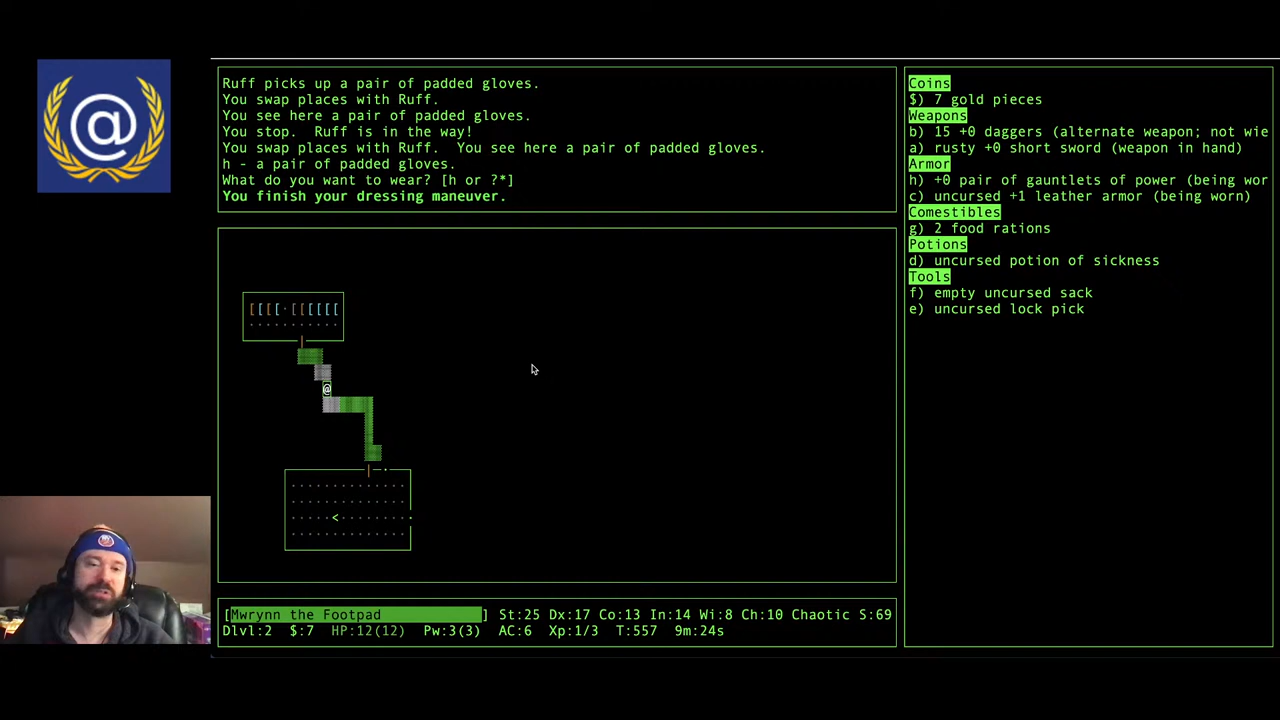 @
Ruff picks up a pair of padded gloves.
You swap places with Ruff.
You see here a pair of padded gloves.
You stop.  Ruff is in the way!
You swap places with Ruff.  You see here a pair of padded gloves.
h - a pair of padded gloves.
What do you want to wear? [h or ?*]
You finish your dressing maneuver.
[[[[·[[[[[[
···········
@
<
[Mwrynn the Footpad ] St:25 Dx:17 Co:13 In:14 Wi:8 Ch:10 Chaotic S:69
Dlvl:2 $:7 HP:12(12) Pw:3(3) AC:6 Xp:1/3 T:557 9m:24s
Coins
$) 7 gold pieces
Weapons
b) 15 +0 daggers (alternate weapon; not wie
a) rusty +0 short sword (weapon in hand)
Armor
h) +0 pair of gauntlets of power (being wor
c) uncursed +1 leather armor (being worn)
Comestibles
g) 2 food rations
Potions
d) uncursed potion of sickness
Tools
f) empty uncursed sack
e) uncursed lock pick